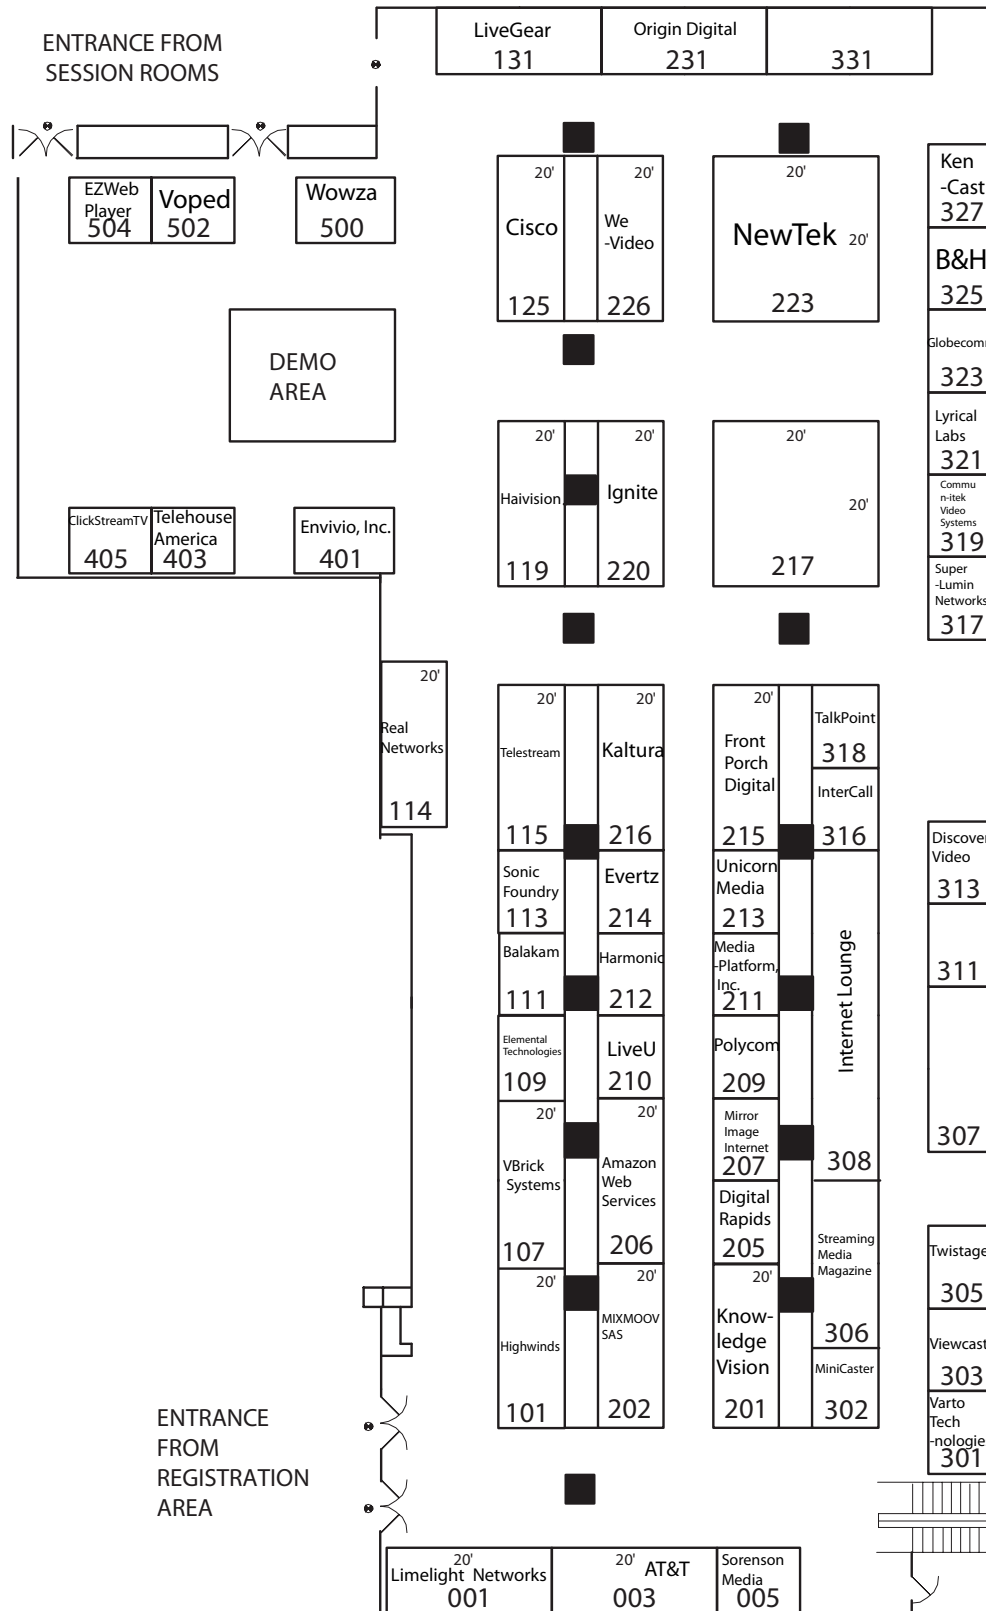 ENTRANCE FROM
SESSION ROOMS
LiveGear
131
Origin Digital
231
331
EZWeb
Player
504
Voped
502
Wowza
500
20'
Cisco
125
20'
We
-Video
226
20'
NewTek 20'
223
Ken
-Cast
327
B&H
325
Globecom
323
Lyrical
Labs
321
Commu
n-itek
Video
Systems
319
Super
-Lumin
Networks
317
DEMO
AREA
20'
Haivision
119
20'
Ignite
220
20'
20'
217
ClickStreamTV
405
Telehouse
America
403
Envivio, Inc.
401
20'
Real
Networks
114
20'
Telestream
115
20'
Kaltura
216
20'
Front
Porch
Digital
215
TalkPoint
318
InterCall
316
Sonic
Foundry
113
Evertz
214
Unicorn
Media
213
Discover
Video
313
Balakam
111
Harmonic
212
Media
-Platform,
Inc.
211
Internet Lounge
308
311
Elemental
Technologies
109
LiveU
210
Polycom
209
307
20'
VBrick
Systems
107
20'
Amazon
Web
Services
206
Mirror
Image
Internet
207
Digital
Rapids
205
Streaming
Media
Magazine
306
Twistage
305
20'
Highwinds
101
20'
MIXMOOV
SAS
202
20'
Know-
ledge
Vision
201
MiniCaster
302
Viewcast
303
Varto
Tech
-nologie
301
ENTRANCE
FROM
REGISTRATION
AREA
20'
Limelight Networks
001
20' AT&T
003
Sorenson
Media
005